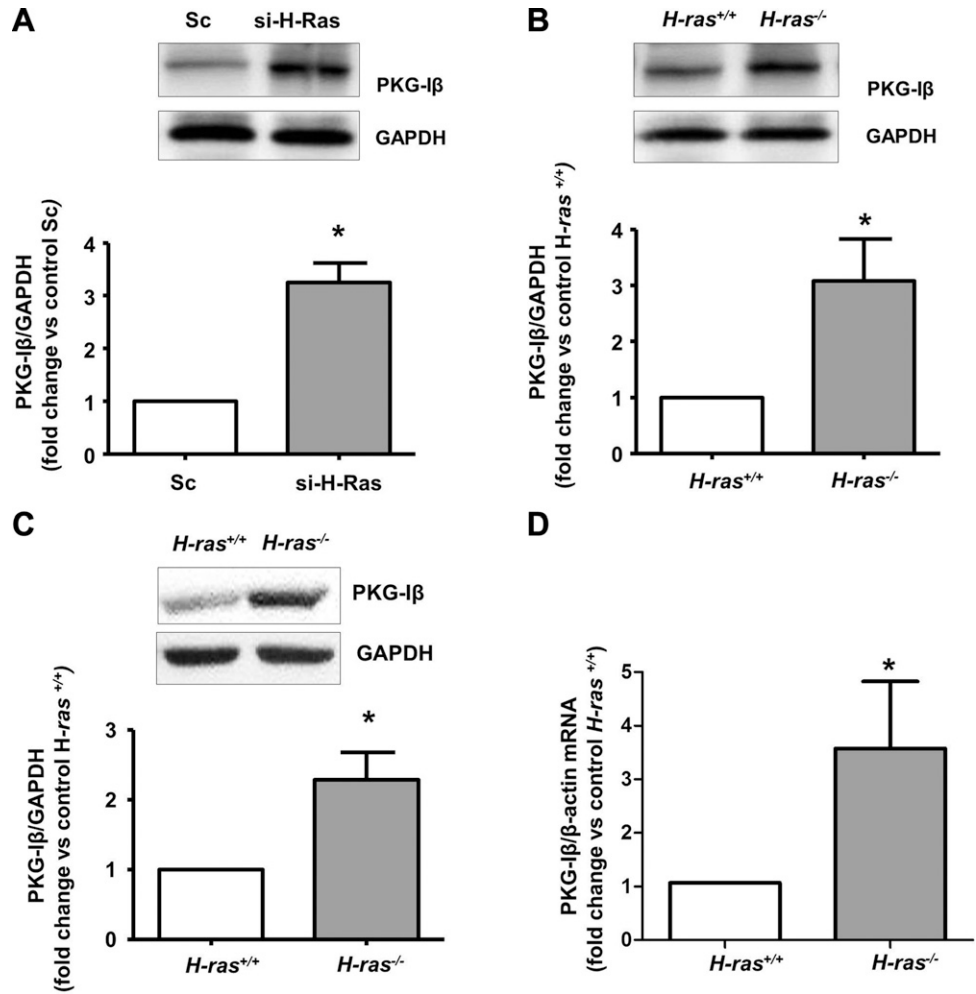 A
Sc si-H-Ras
PKG-Iβ
GAPDH
PKG-Iβ/GAPDH
(fold change vs control Sc)
4
3
2
1
0
*
Sc si-H-Ras
B
H-ras+/+ H-ras-/-
PKG-Iβ
GAPDH
PKG-Iβ/GAPDH
(fold change vs control H-ras +/+)
4
3
2
1
0
*
H-ras+/+ H-ras-/-
C
H-ras+/+ H-ras-/-
PKG-Iβ
GAPDH
PKG-Iβ/GAPDH
(fold change vs control H-ras +/+)
3
2
1
0
*
H-ras+/+ H-ras-/-
D
PKG-Iβ/β-actin mRNA
(fold change vs control H-ras +/+)
5
4
3
2
1
0
*
H-ras+/+ H-ras-/-